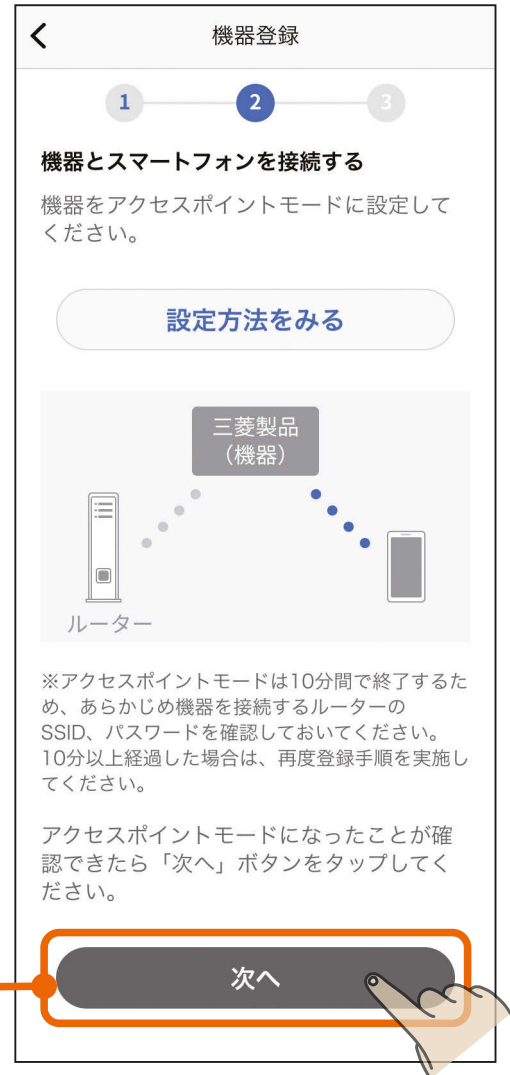 機器登録
1 2 3
機器とスマートフォンを接続する
機器をアクセスポイントモードに設定して
ください。
設定方法をみる
三菱製品
（機器）
ルーター
※アクセスポイントモードは10分間で終了するた
め、あらかじめ機器を接続するルーターの
SSID、パスワードを確認しておいてください。
10分以上経過した場合は、再度登録手順を実施し
てください。
アクセスポイントモードになったことが確
認できたら「次へ」ボタンをタップしてく
ださい。
次へ